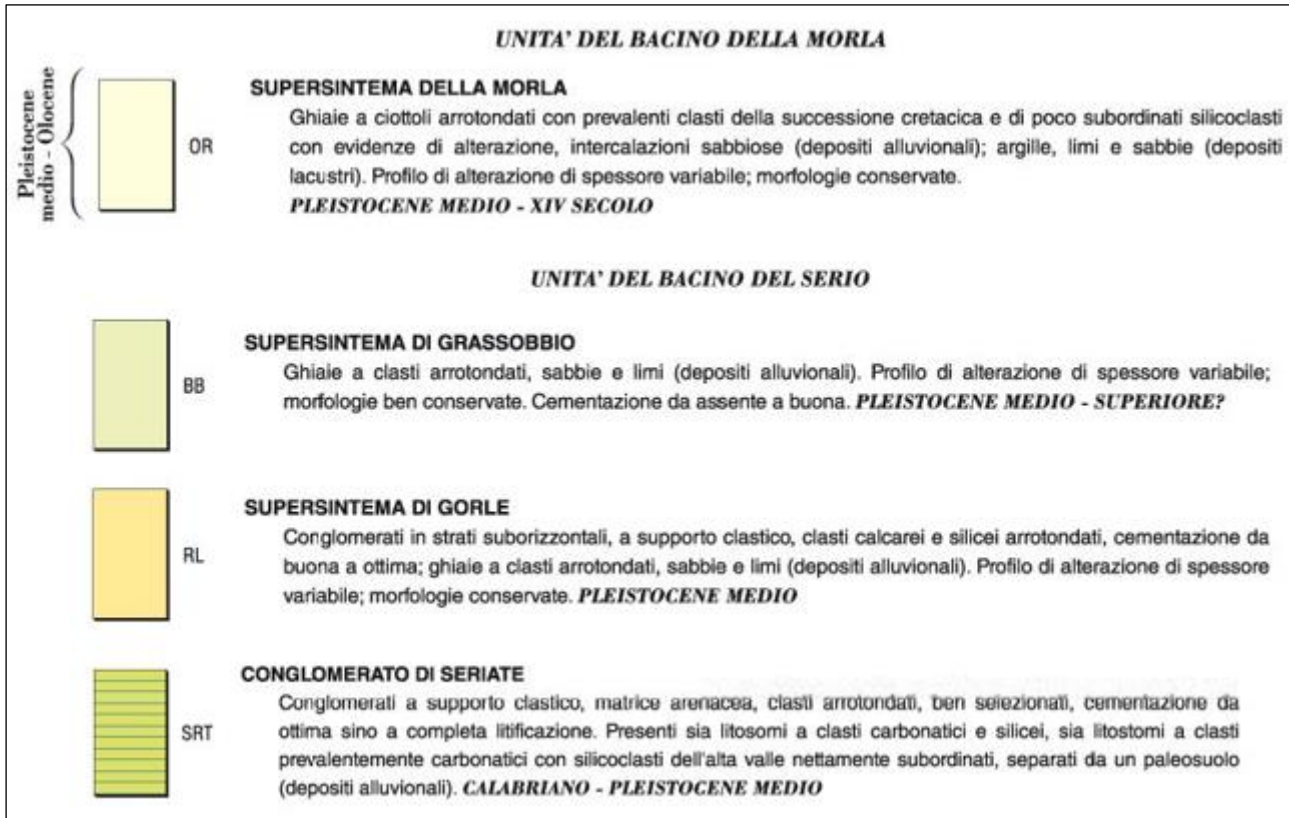 UNITA' DEL BACINO DELLA MORLA
Pleistocene
medio - Olocene
OR
SUPERSINTEMA DELLA MORLA
Ghiaie a ciottoli arrotondati con prevalenti clasti della successione cretacica e di poco subordinati silicoclasti
con evidenze di alterazione, intercalazioni sabbiose (depositi alluvionali); argille, limi e sabbie (depositi
lacustri). Profilo di alterazione di spessore variabile; morfologie conservate.
PLEISTOCENE MEDIO - XIV SECOLO
UNITA' DEL BACINO DEL SERIO
BB
SUPERSINTEMA DI GRASSOBBIO
Ghiaie a clasti arrotondati, sabbie e limi (depositi alluvionali). Profilo di alterazione di spessore variabile;
morfologie ben conservate. Cementazione da assente a buona. PLEISTOCENE MEDIO - SUPERIORE?
RL
SUPERSINTEMA DI GORLE
Conglomerati in strati suborizzontali, a supporto clastico, clasti calcarei e silicei arrotondati, cementazione da
buona a ottima; ghiaie a clasti arrotondati, sabbie e limi (depositi alluvionali). Profilo di alterazione di spessore
variabile; morfologie conservate. PLEISTOCENE MEDIO
SRT
CONGLOMERATO DI SERIATE
Conglomerati a supporto clastico, matrice arenacea, clasti arrotondati, ben selezionati, cementazione da
ottima sino a completa litificazione. Presenti sia litosomi a clasti carbonatici e silicei, sia litostomi a clasti
prevalentemente carbonatici con silicoclasti dell'alta valle nettamente subordinati, separati da un paleosuolo
(depositi alluvionali). CALABRIANO - PLEISTOCENE MEDIO